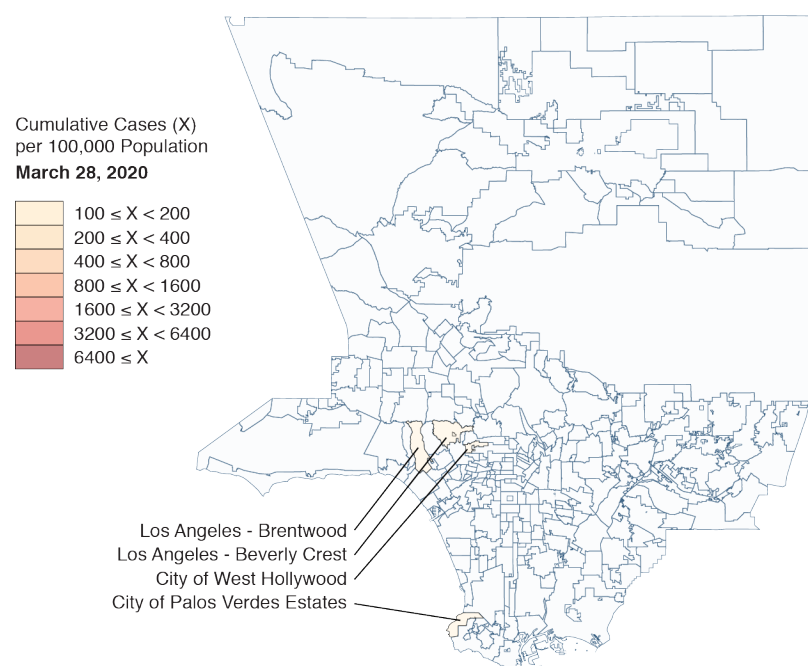 Cumulative Cases (X)
per 100,000 Population
March 28, 2020
100 ≤ X < 200
200 ≤ X < 400
400 ≤ X < 800
800 ≤ X < 1600
1600 ≤ X < 3200
3200 ≤ X < 6400
6400 ≤ X
Los Angeles - Brentwood
Los Angeles - Beverly Crest
City of West Hollywood
City of Palos Verdes Estates